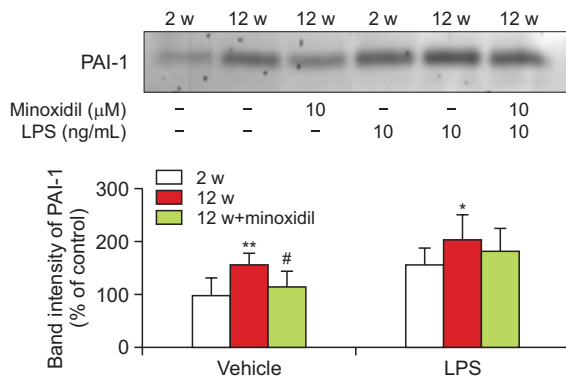 2 w 12 w 12 w 2 w 12 w 12 w
PAI-1
Minoxidil (μM) – – 10 – – 10
LPS (ng/mL) – – – 10 10 10
2 w
12 w
12 w+minoxidil
Band intensity of PAI-1
(% of control)
300
200
100
0
**
#
*
Vehicle LPS